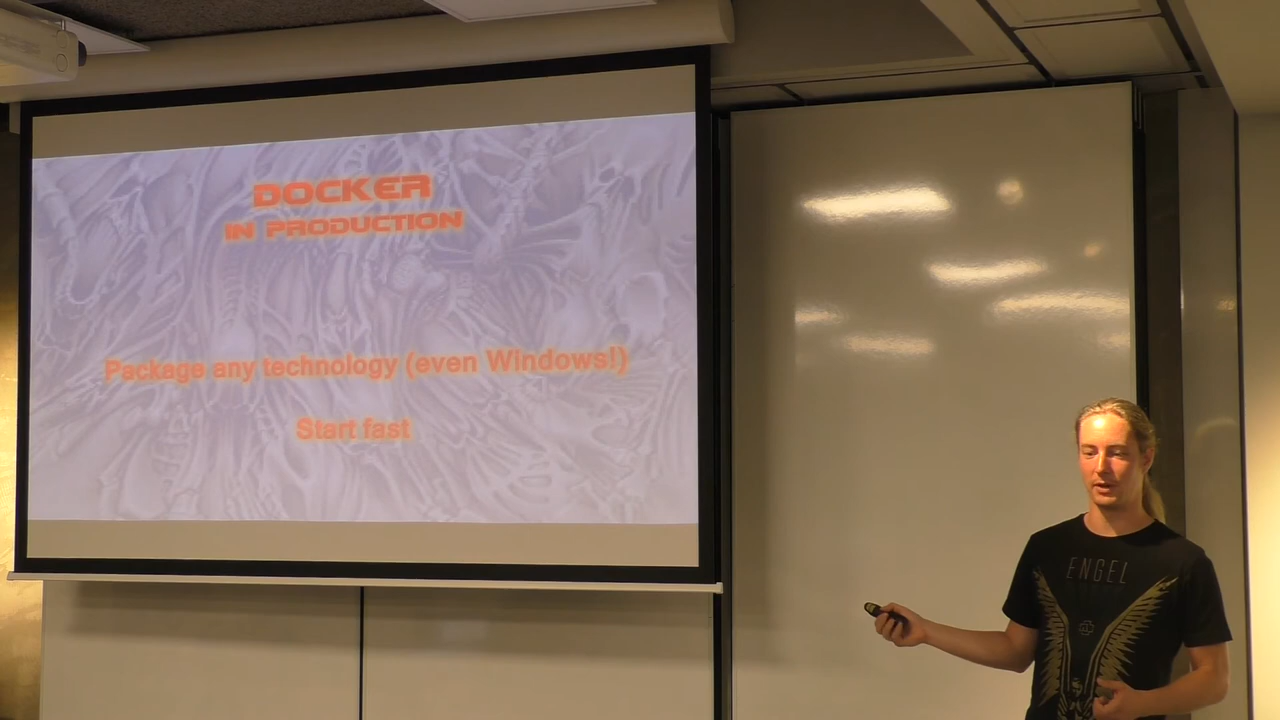 DOCKER
IN PRODUCTION
Package any technology (even Windows!)
Start fast
ENGEL